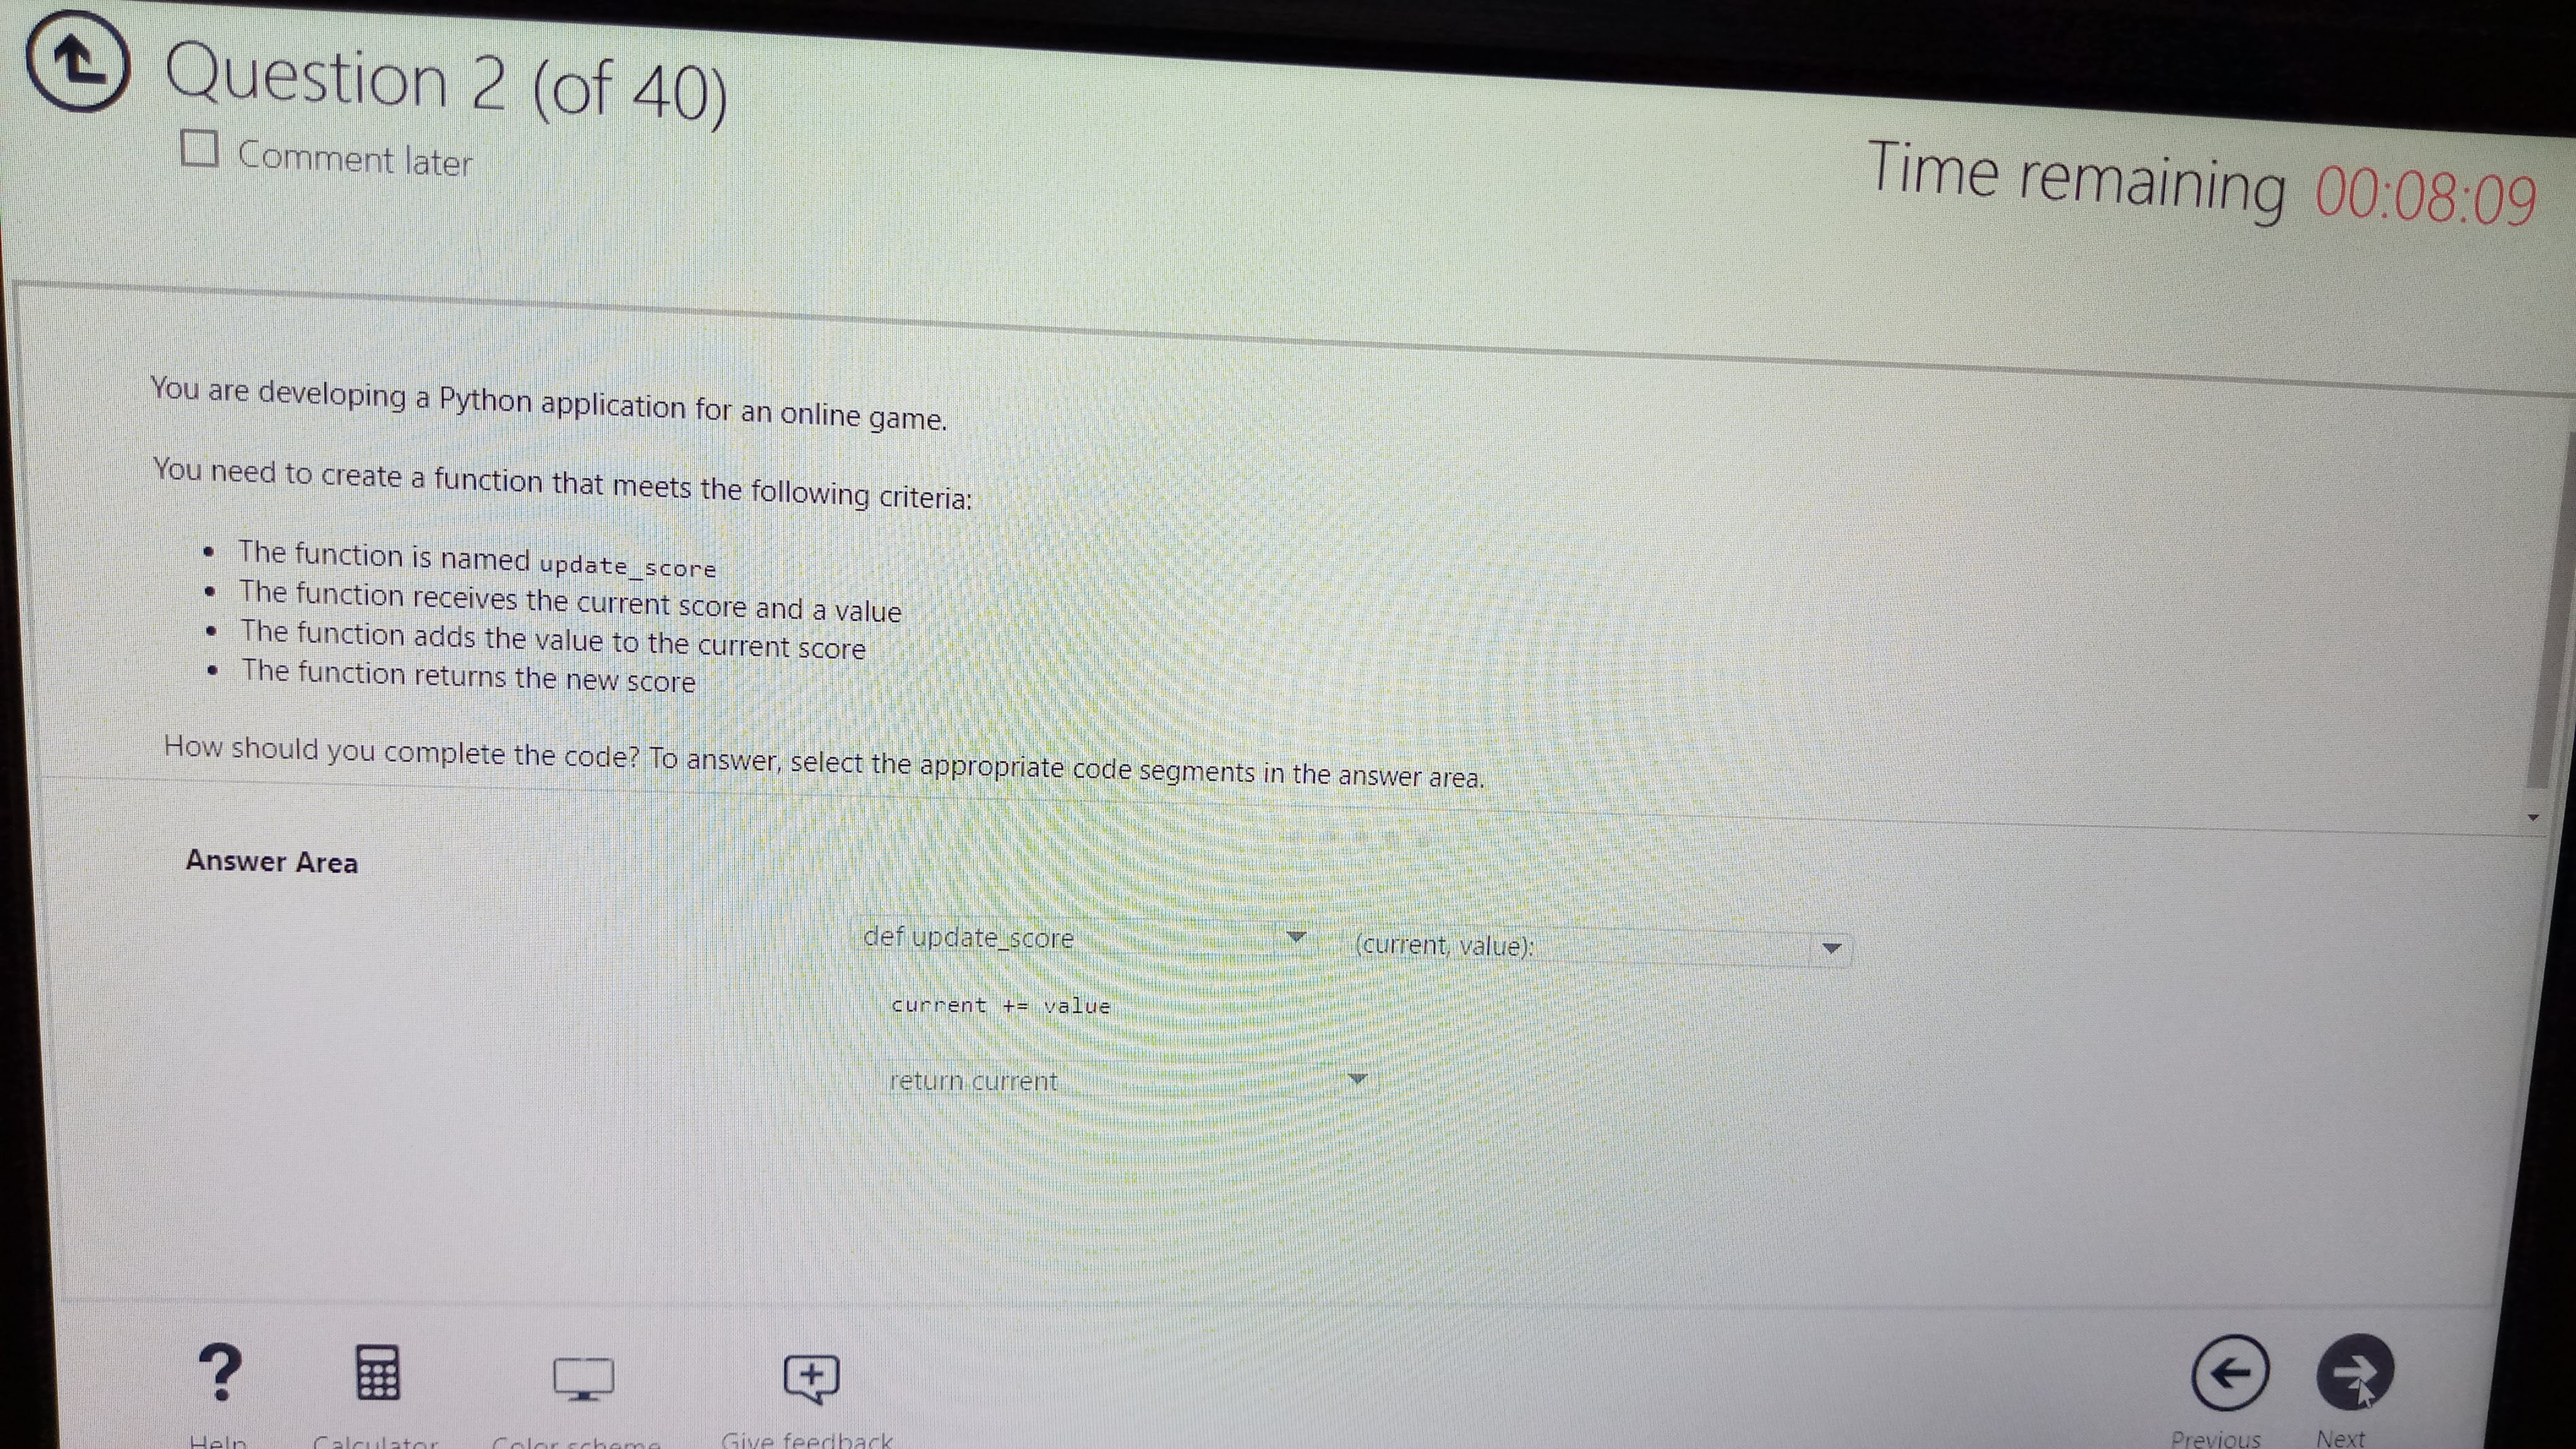 Question 2 (of 40)
Comment later
Time remaining 00:08:09
You are developing a Python application for an online game.
You need to create a function that meets the following criteria:
• The function is named update_score
• The function receives the current score and a value
• The function adds the value to the current score
• The function returns the new score
How should you complete the code? To answer, select the appropriate code segments in the answer area.
Answer Area
def update_score (current, value):
current += value
return current
Help Calculator Color scheme Give feedback Previous Next